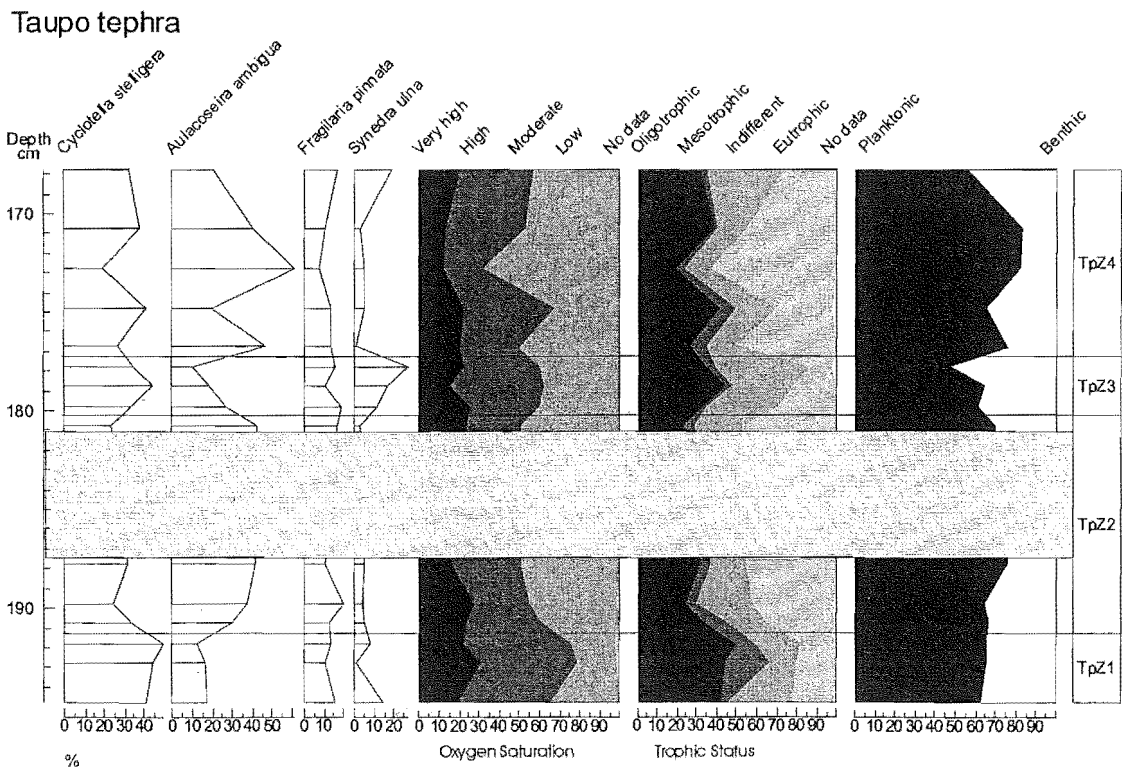 Taupo tephra
Cyclotella stelligera
Aulacoseira ambigua
Fragilaria pinnata
Synedra ulna
Very high
High
Moderate
Low
No data
Oligotrophic
Mesotrophic
Indifferent
Eutrophic
No data
Planktonic
Benthic
Depth
cm
170
180
190
TpZ4
TpZ3
TpZ2
TpZ1
0 10 20 30 40
0 10 20 30 40 50
0 10
0 10 20
0 10 20 30 40 50 60 70 80 90
0 10 20 30 40 50 60 70 80 90
0 10 20 30 40 50 60 70 80 90
%
Oxygen Saturation
Trophic Status